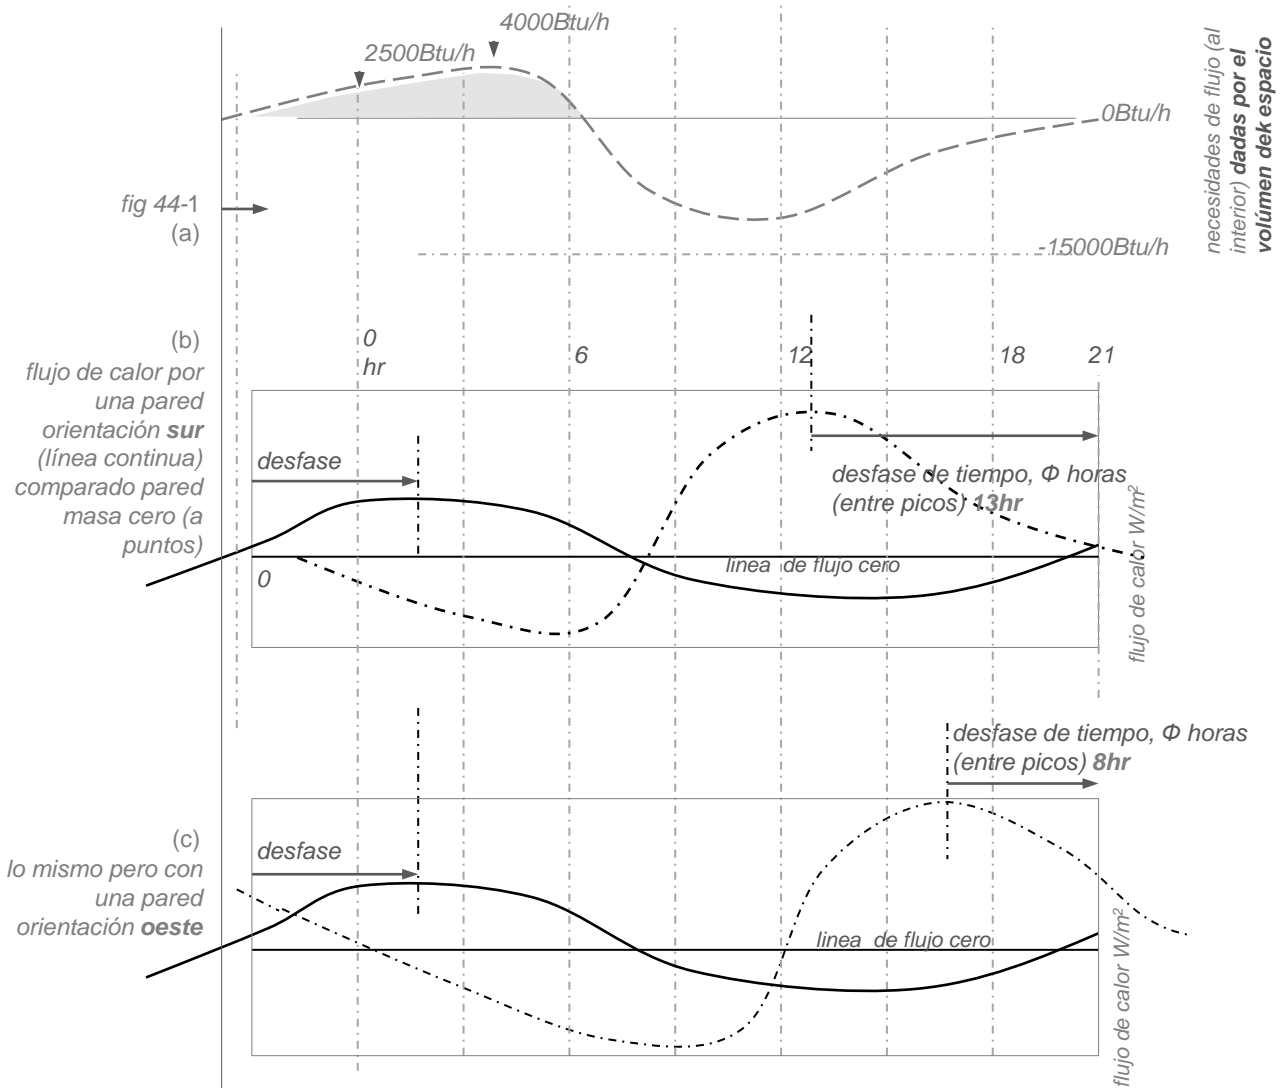 4000Btu/h
2500Btu/h
0Btu/h
necesidades de flujo (al
interior) dadas por el
volúmen dek espacio
fig 44-1
(a)
-15000Btu/h
(b)
flujo de calor por
una pared
orientación sur
(línea continua)
comparado pared
masa cero (a
puntos)
0
hr
6
12
18
21
desfase
desfase de tiempo, Φ horas
(entre picos) 13hr
linea de flujo cero
0
flujo de calor W/m²
desfase de tiempo, Φ horas
(entre picos) 8hr
(c)
lo mismo pero con
una pared
orientación oeste
desfase
linea de flujo cero
flujo de calor W/m²